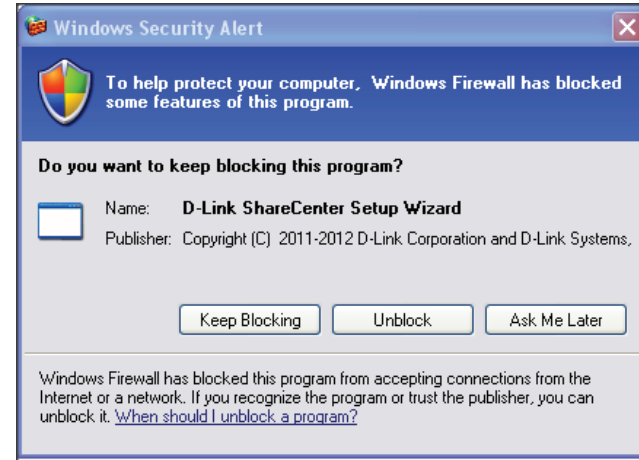 Windows Security Alert
To help protect your computer, Windows Firewall has blocked
some features of this program.
Do you want to keep blocking this program?
Name: D-Link ShareCenter Setup Wizard
Publisher: Copyright (C) 2011-2012 D-Link Corporation and D-Link Systems,
Keep Blocking Unblock Ask Me Later
Windows Firewall has blocked this program from accepting connections from the
Internet or a network. If you recognize the program or trust the publisher, you can
unblock it. When should I unblock a program?